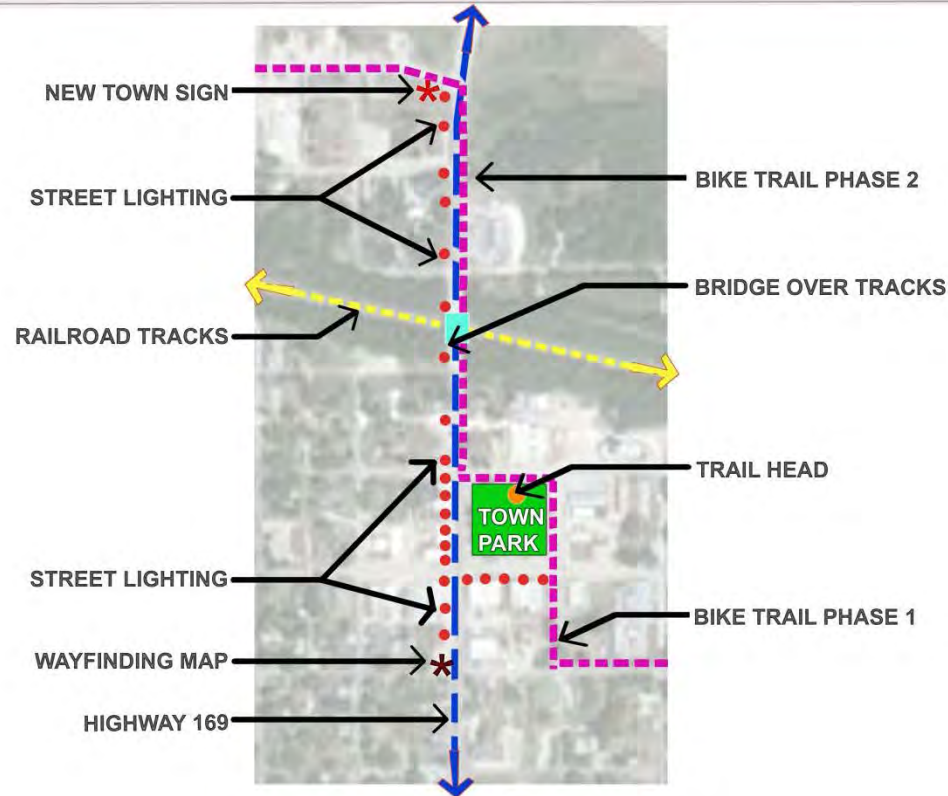 NEW TOWN SIGN
STREET LIGHTING
BIKE TRAIL PHASE 2
BRIDGE OVER TRACKS
RAILROAD TRACKS
TRAIL HEAD
TOWN
PARK
STREET LIGHTING
BIKE TRAIL PHASE 1
WAYFINDING MAP
HIGHWAY 169